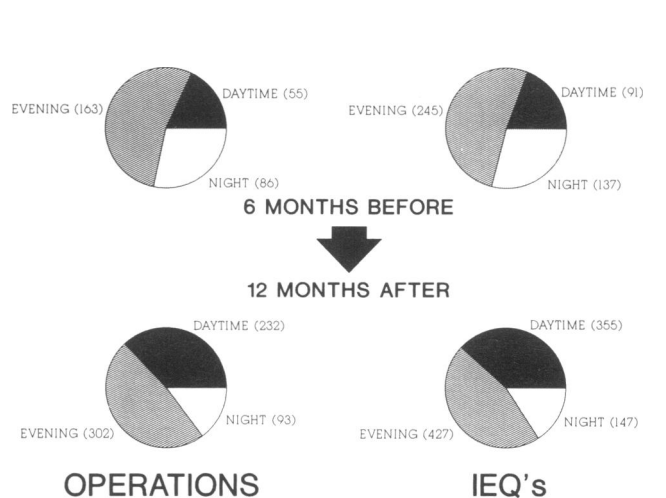 DAYTIME (55)
EVENING (163)
NIGHT (86)
DAYTIME (91)
EVENING (245)
NIGHT (137)
6 MONTHS BEFORE
12 MONTHS AFTER
DAYTIME (232)
NIGHT (93)
EVENING (302)
DAYTIME (355)
NIGHT (147)
EVENING (427)
OPERATIONS
IEQ's